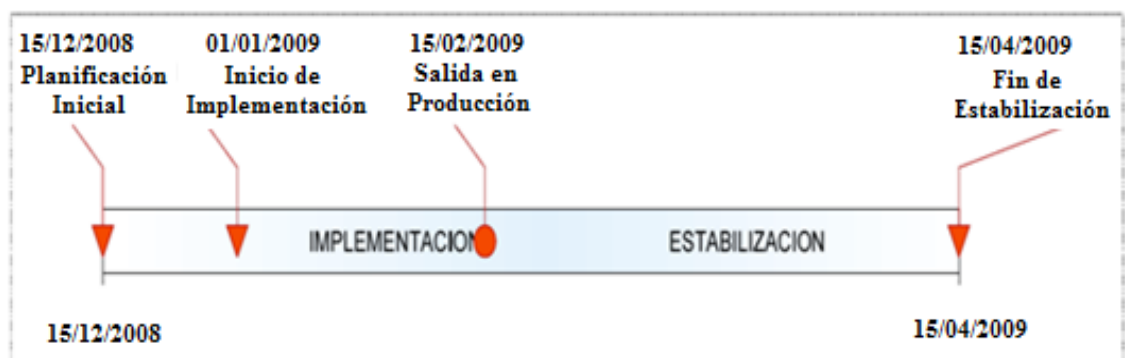 15/12/2008
Planificación
Inicial
01/01/2009
Inicio de
Implementación
15/02/2009
Salida en
Producción
15/04/2009
Fin de
Estabilización
IMPLEMENTACION
ESTABILIZACION
15/12/2008
15/04/2009